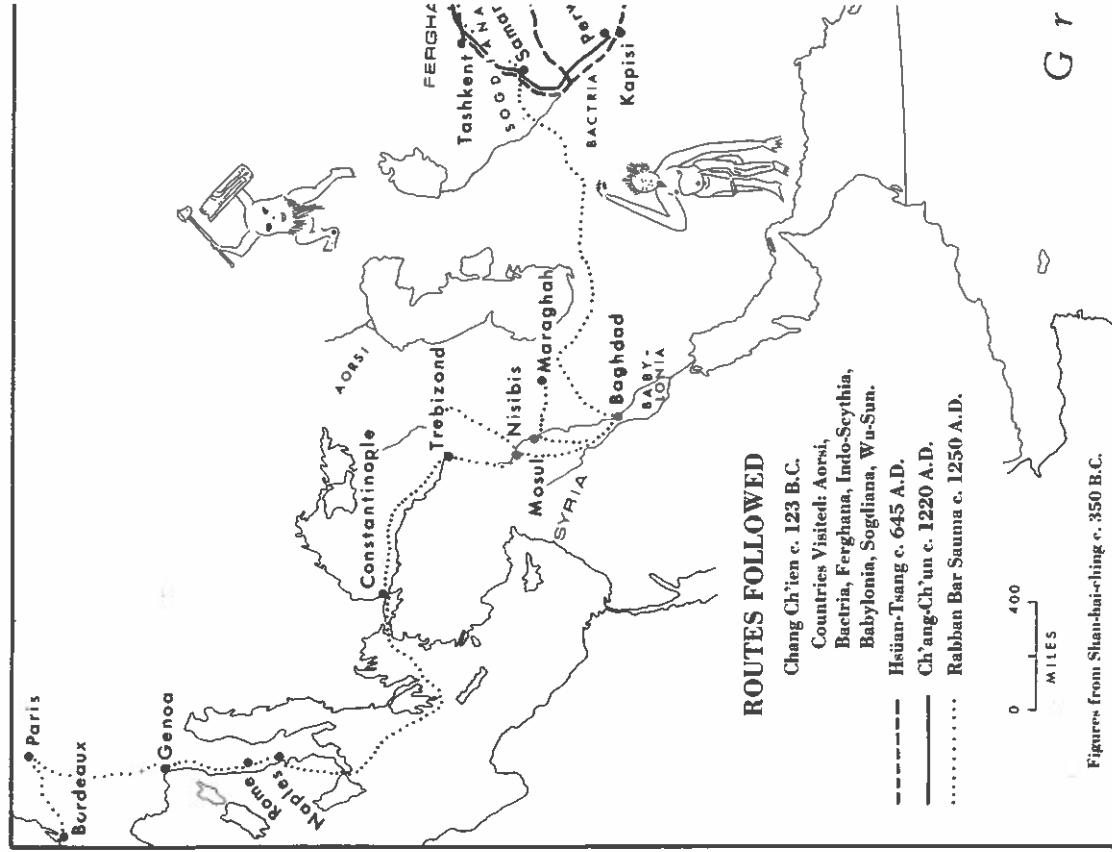 Paris
Bordeaux
Genoa
Rome
Naples
Constantinople
Trebizond
AORSI
Nisibis
Mosul
Maraghah
SYRIA
Baghdad
BABY-
LONIA
FERGHA
Tashkent
SOGDIANA
Samar
BACTRIA
Kapisi
G r
ROUTES FOLLOWED
Chang Ch'ien c. 123 B.C.
Countries Visited: Aorsi,
Bactria, Ferghana, Indo-Scythia,
Babylonia, Sogdiana, Wu-Sun.
Hsüan-Tsang c. 645 A.D.
Ch'ang-Ch'un c. 1220 A.D.
Rabban Bar Sauma c. 1250 A.D.
0 400
MILES
Figures from Shan-hai-ching c. 350 B.C.